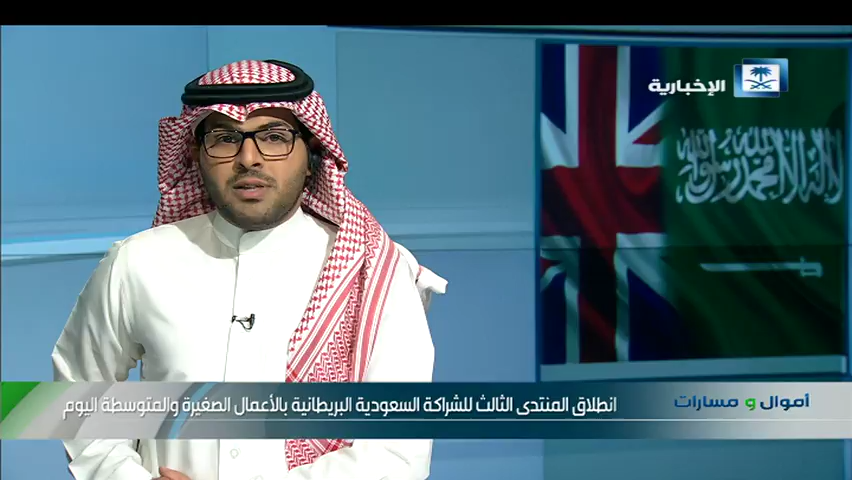 الإخبارية
لا إله إلا الله محمد رسول الله
أموال و مسارات
انطلاق المنتدى الثالث للشراكة السعودية البريطانية بالأعمال الصغيرة والمتوسطة اليوم